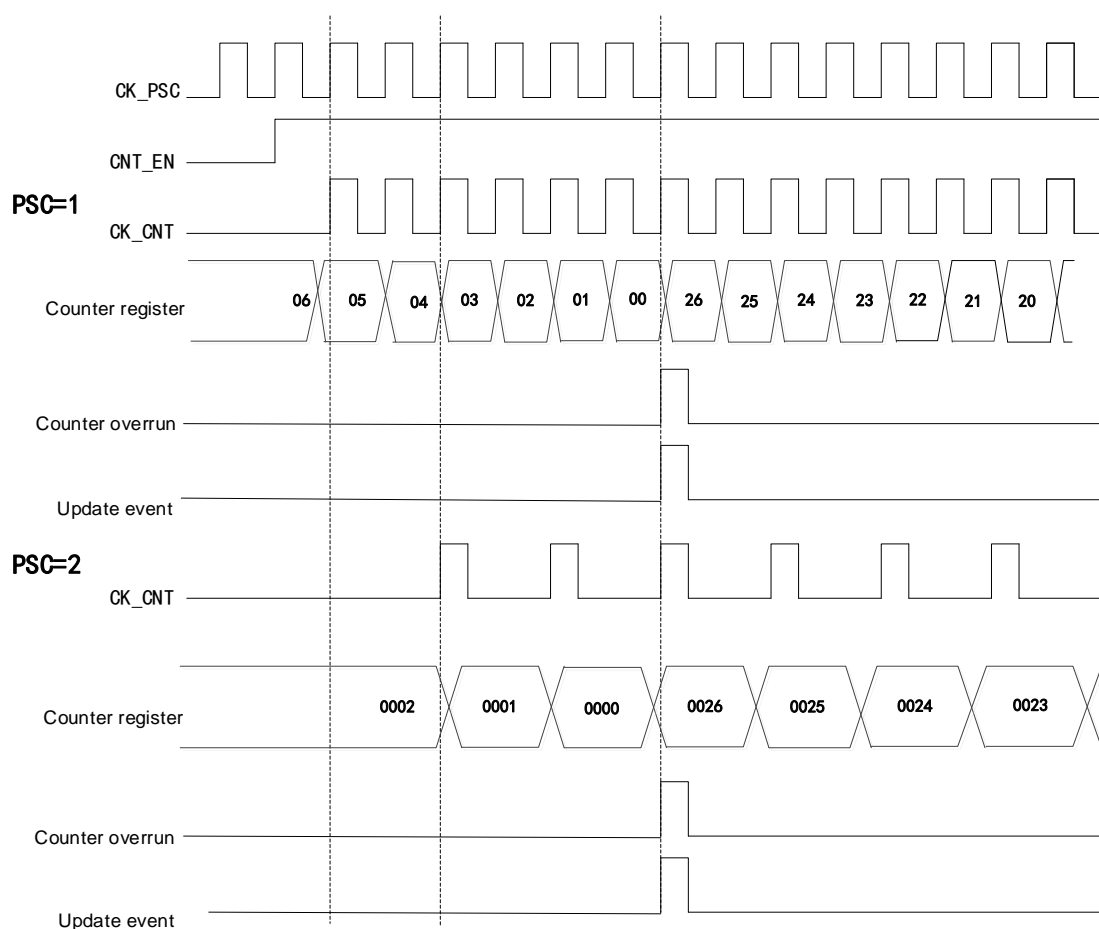 CK_PSC
CNT_EN
PSC=1
CK_CNT
Counter register 06 05 04 03 02 01 00 26 25 24 23 22 21 20
Counter overrun
Update event
PSC=2
CK_CNT
Counter register 0002 0001 0000 0026 0025 0024 0023
Counter overrun
Update event